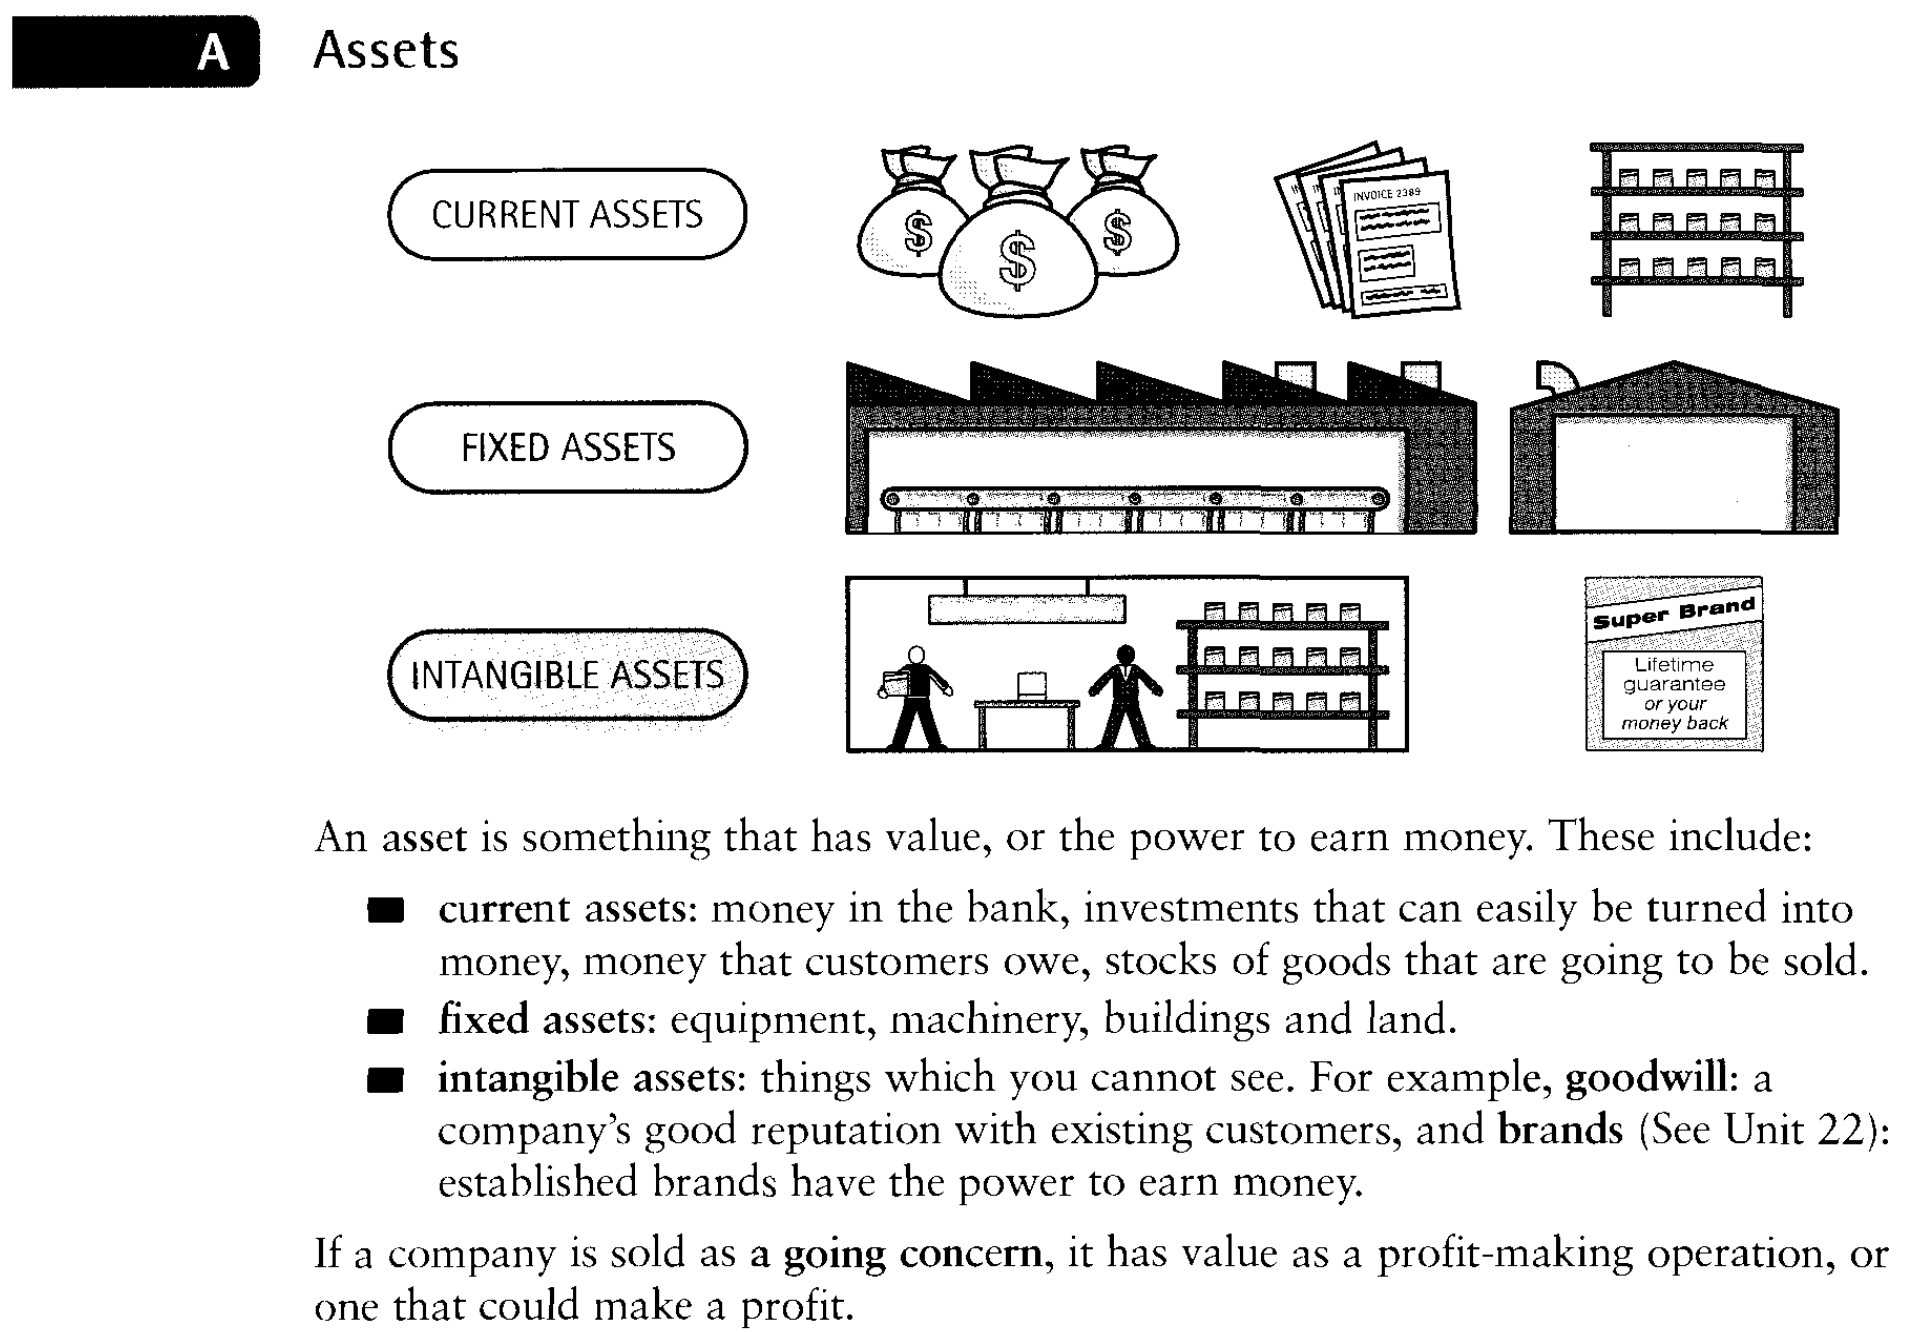 A Assets
CURRENT ASSETS
$ $ $
INVOICE 2389
FIXED ASSETS
INTANGIBLE ASSETS
Super Brand
Lifetime
guarantee
or your
money back
An asset is something that has value, or the power to earn money. These include:
current assets: money in the bank, investments that can easily be turned into
money, money that customers owe, stocks of goods that are going to be sold.
fixed assets: equipment, machinery, buildings and land.
intangible assets: things which you cannot see. For example, goodwill: a
company's good reputation with existing customers, and brands (See Unit 22):
established brands have the power to earn money.
If a company is sold as a going concern, it has value as a profit-making operation, or
one that could make a profit.